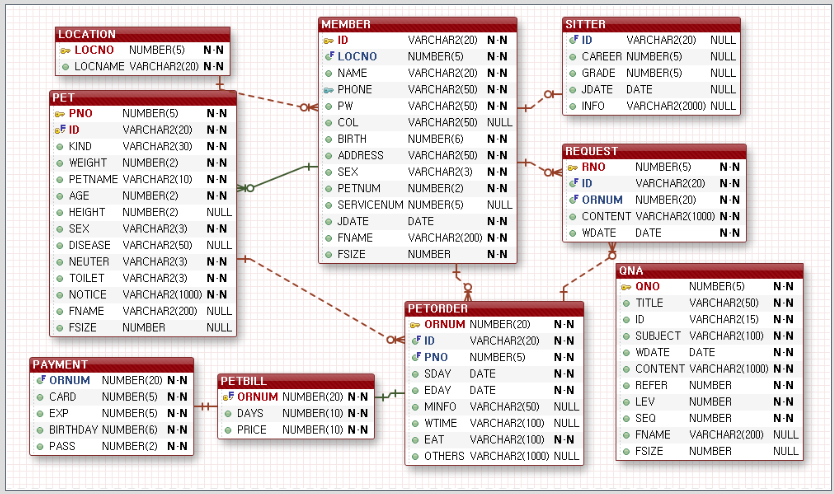 LOCATION
LOCNO NUMBER(5) N-N
LOCNAME VARCHAR2(20) N-N
PET
PNO NUMBER(5) N-N
ID VARCHAR2(20) N-N
KIND VARCHAR2(30) N-N
WEIGHT NUMBER(2) N-N
PETNAME VARCHAR2(10) N-N
AGE NUMBER(2) N-N
HEIGHT NUMBER(2) NULL
SEX VARCHAR2(3) N-N
DISEASE VARCHAR2(50) NULL
NEUTER VARCHAR2(3) N-N
TOILET VARCHAR2(3) N-N
NOTICE VARCHAR2(1000) N-N
FNAME VARCHAR2(200) NULL
FSIZE NUMBER NULL
MEMBER
ID VARCHAR2(20) N-N
LOCNO NUMBER(5) N-N
NAME VARCHAR2(20) N-N
PHONE VARCHAR2(50) N-N
PW VARCHAR2(50) N-N
COL VARCHAR2(50) NULL
BIRTH NUMBER(6) N-N
ADDRESS VARCHAR2(50) N-N
SEX VARCHAR2(3) N-N
PETNUM NUMBER(2) N-N
SERVICENUM NUMBER(5) NULL
JDATE DATE N-N
FNAME VARCHAR2(200) N-N
FSIZE NUMBER N-N
SITTER
ID VARCHAR2(20) NULL
CAREER NUMBER(5) NULL
GRADE NUMBER(5) NULL
JDATE DATE NULL
INFO VARCHAR2(2000) NULL
REQUEST
RNO NUMBER(5) N-N
ID VARCHAR2(20) N-N
ORNUM NUMBER(20) N-N
CONTENT VARCHAR2(1000) N-N
WDATE DATE N-N
QNA
QNO NUMBER(5) N-N
TITLE VARCHAR2(50) N-N
ID VARCHAR2(15) N-N
SUBJECT VARCHAR2(100) N-N
WDATE DATE N-N
CONTENT VARCHAR2(1000) N-N
REFER NUMBER N-N
LEV NUMBER N-N
SEQ NUMBER N-N
FNAME VARCHAR2(200) NULL
FSIZE NUMBER NULL
PETORDER
ORNUM NUMBER(20) N-N
ID VARCHAR2(20) N-N
PNO NUMBER(5) N-N
SDAY DATE N-N
EDAY DATE N-N
MINFO VARCHAR2(50) NULL
WTIME VARCHAR2(100) NULL
EAT VARCHAR2(100) N-N
OTHERS VARCHAR2(1000) NULL
PAYMENT
ORNUM NUMBER(20) N-N
CARD NUMBER(5) N-N
EXP NUMBER(5) N-N
BIRTHDAY NUMBER(6) N-N
PASS NUMBER(2) N-N
PETBILL
ORNUM NUMBER(20) N-N
DAYS NUMBER(10) N-N
PRICE NUMBER(10) N-N